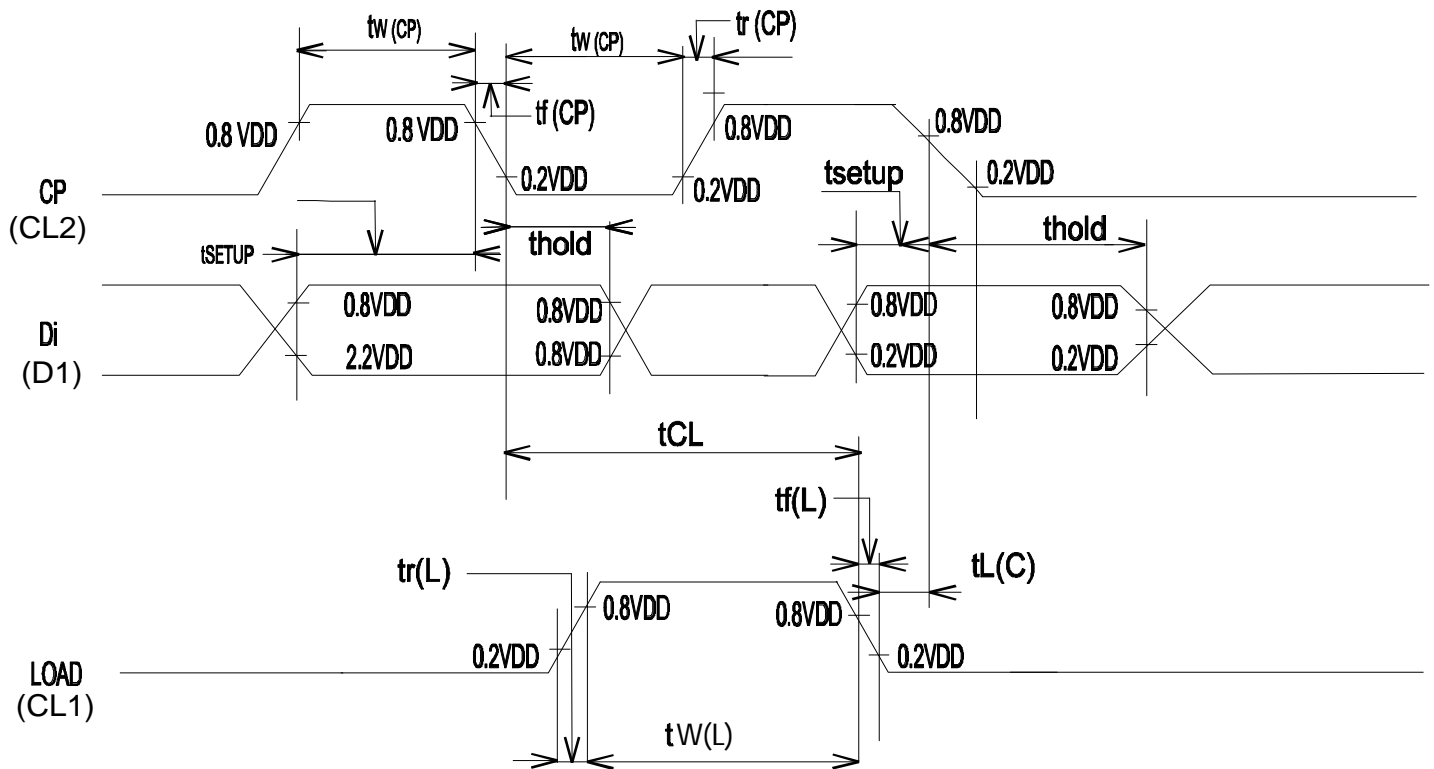 tW (CP)
tW (CP)
tr (CP)
tf (CP)
0.8 VDD
0.8 VDD
0.8VDD
0.8VDD
CP
(CL2)
0.2VDD
0.2VDD
tsetup
0.2VDD
tSETUP
thold
thold
Di
(D1)
0.8VDD
0.8VDD
0.8VDD
0.8VDD
2.2VDD
0.8VDD
0.2VDD
0.2VDD
tCL
tf(L)
tr(L)
tL(C)
0.8VDD
0.8VDD
0.2VDD
0.2VDD
LOAD
(CL1)
tW(L)